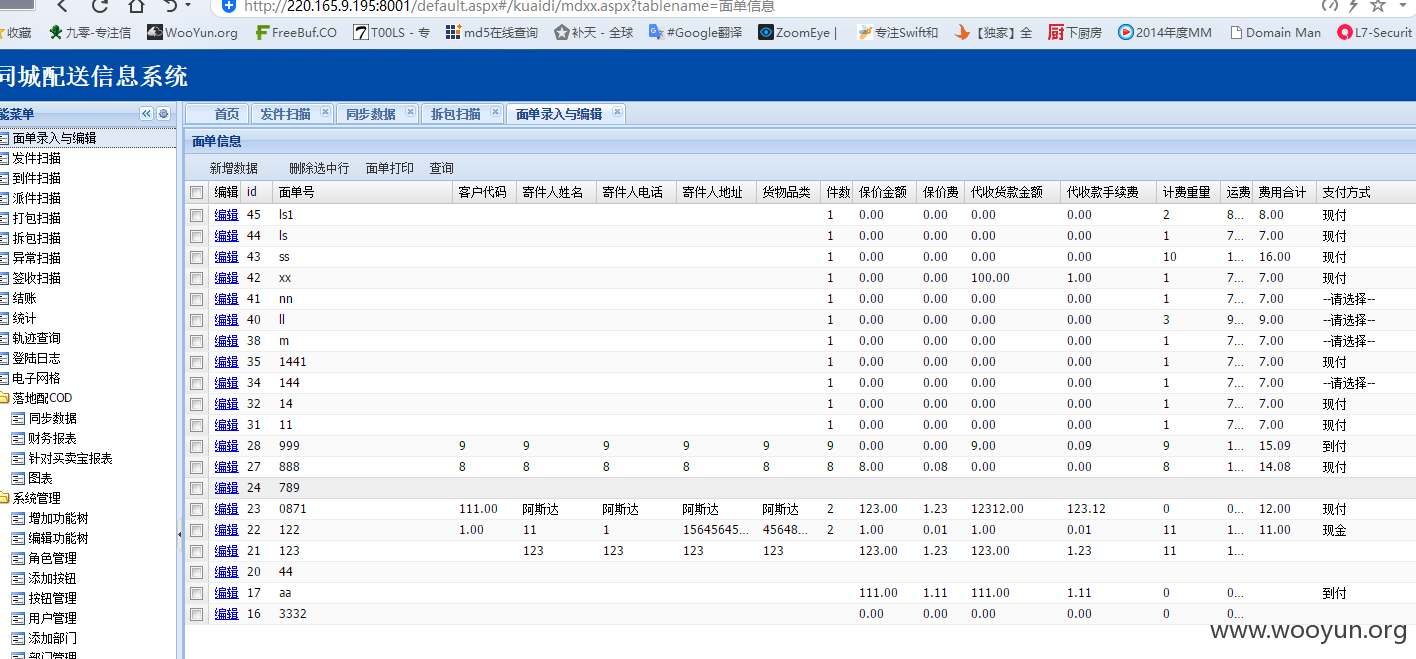 http://220.165.9.195:8001/default.aspx#/kuaidi/mdxx.aspx?tablename=面单信息
收藏 九零-专注信 WooYun.org FreeBuf.CO T00LS - 专 md5在线查询 补天 - 全球 #Google翻译 ZoomEye | 专注Swift和 【独家】全 下厨房 2014年度MM Domain Man L7-Securit
同城配送信息系统
能菜单
面单录入与编辑
发件扫描
到件扫描
派件扫描
打包扫描
拆包扫描
异常扫描
签收扫描
结账
统计
轨迹查询
登陆日志
电子网格
落地配COD
同步数据
财务报表
针对买卖宝报表
图表
系统管理
增加功能树
编辑功能树
角色管理
添加按钮
按钮管理
用户管理
添加部门
部门管理
首页 发件扫描 同步数据 拆包扫描 面单录入与编辑
面单信息
新增数据 删除选中行 面单打印 查询
编辑 id 面单号 客户代码 寄件人姓名 寄件人电话 寄件人地址 货物品类 件数 保价金额 保价费 代收货款金额 代收款手续费 计费重量 运费 费用合计 支付方式
编辑 45 ls1 1 0.00 0.00 0.00 0.00 2 8... 8.00 现付
编辑 44 ls 1 0.00 0.00 0.00 0.00 1 7... 7.00 现付
编辑 43 ss 1 0.00 0.00 0.00 0.00 10 1... 16.00 现付
编辑 42 xx 1 0.00 0.00 100.00 1.00 1 7... 7.00 现付
编辑 41 nn 1 0.00 0.00 0.00 0.00 1 7... 7.00 --请选择--
编辑 40 ll 1 0.00 0.00 0.00 0.00 3 9... 9.00 --请选择--
编辑 38 m 1 0.00 0.00 0.00 0.00 1 7... 7.00 --请选择--
编辑 35 1441 1 0.00 0.00 0.00 0.00 1 7... 7.00 现付
编辑 34 144 1 0.00 0.00 0.00 0.00 1 7... 7.00 --请选择--
编辑 32 14 1 0.00 0.00 0.00 0.00 1 7... 7.00 现付
编辑 31 11 1 0.00 0.00 0.00 0.00 1 7... 7.00 现付
编辑 28 999 9 9 9 9 9 9 0.00 0.00 9.00 0.09 9 1... 15.09 到付
编辑 27 888 8 8 8 8 8 8 8.00 0.08 0.00 0.00 8 1... 14.08 现付
编辑 24 789
编辑 23 0871 111.00 阿斯达 阿斯达 阿斯达 阿斯达 2 123.00 1.23 12312.00 123.12 0 0... 12.00 现付
编辑 22 122 1.00 11 1 15645645... 45648... 2 1.00 0.01 1.00 0.01 11 1... 11.00 现金
编辑 21 123 123 123 123 123 123.00 1.23 123.00 1.23 11 1...
编辑 20 44
编辑 17 aa 111.00 1.11 111.00 1.11 0 0... 到付
编辑 16 3332 0.00 0.00 0.00 0.00 0 0...
www.wooyun.org